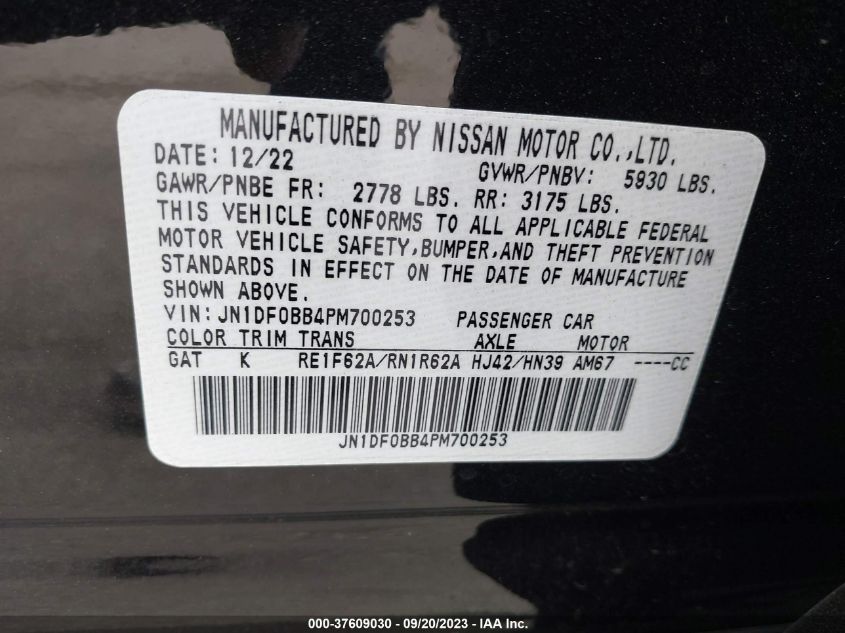 MANUFACTURED BY NISSAN MOTOR CO.,LTD.
DATE: 12/22 GVWR/PNBV: 5930 LBS.
GAWR/PNBE FR: 2778 LBS. RR: 3175 LBS.
THIS VEHICLE CONFORMS TO ALL APPLICABLE FEDERAL
MOTOR VEHICLE SAFETY,BUMPER,AND THEFT PREVENTION
STANDARDS IN EFFECT ON THE DATE OF MANUFACTURE
SHOWN ABOVE.
VIN: JN1DF0BB4PM700253 PASSENGER CAR
COLOR TRIM TRANS AXLE MOTOR
GAT K RE1F62A/RN1R62A HJ42/HN39 AM67 ----CC
JN1DF0BB4PM700253
000-37609030 - 09/20/2023 - IAA Inc.